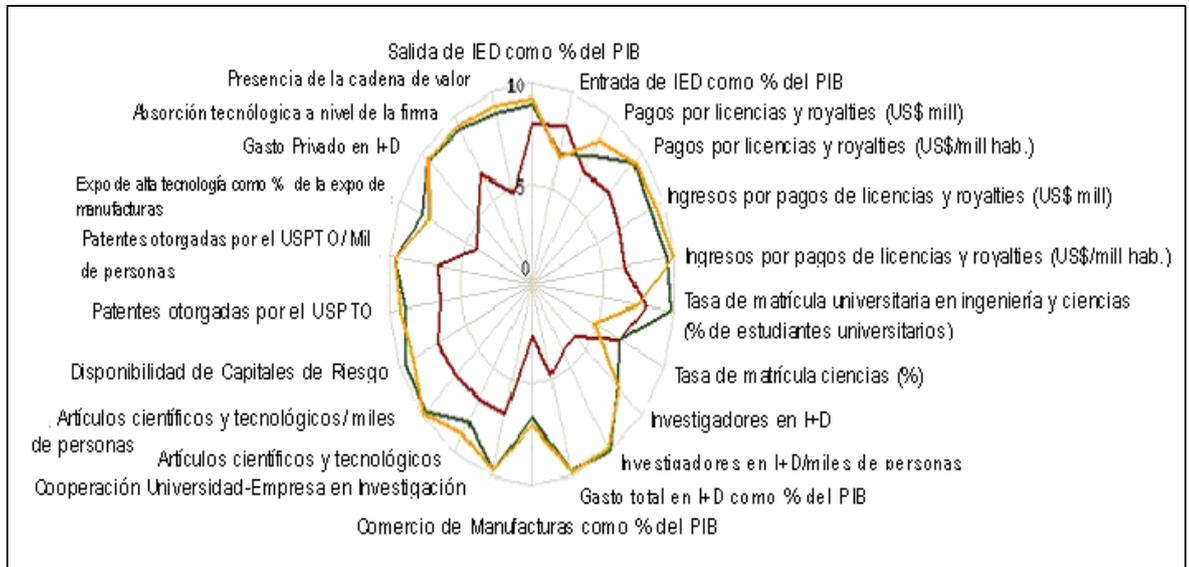 Salida de IED como % del PIB
Presencia de la cadena de valor
10
Entrada de IED como % del PIB
Absorción tecnólogica a nivel de la firma
Pagos por licencias y royalties (US$ mill)
Gasto Privado en I+D
Pagos por licencias y royalties (US$/mill hab.)
Expo de alta tecnología como % de la expo de
manufacturas
5
Ingresos por pagos de licencias y royalties (US$ mill)
Patentes otorgadas por el USPTO/Mil
de personas
0
Ingresos por pagos de licencias y royalties (US$/mill hab.)
Patentes otorgadas por el USPTO
Tasa de matrícula universitaria en ingeniería y ciencias
(% de estudiantes universitarios)
Disponibilidad de Capitales de Riesgo
Tasa de matrícula ciencias (%)
Artículos científicos y tecnológicos/miles
de personas
Investigadores en I+D
Artículos científicos y tecnológicos
Investigadores en I+D/miles de personas
Cooperación Universidad-Empresa en Investigación
Gasto total en I+D como % del PIB
Comercio de Manufacturas como % del PIB